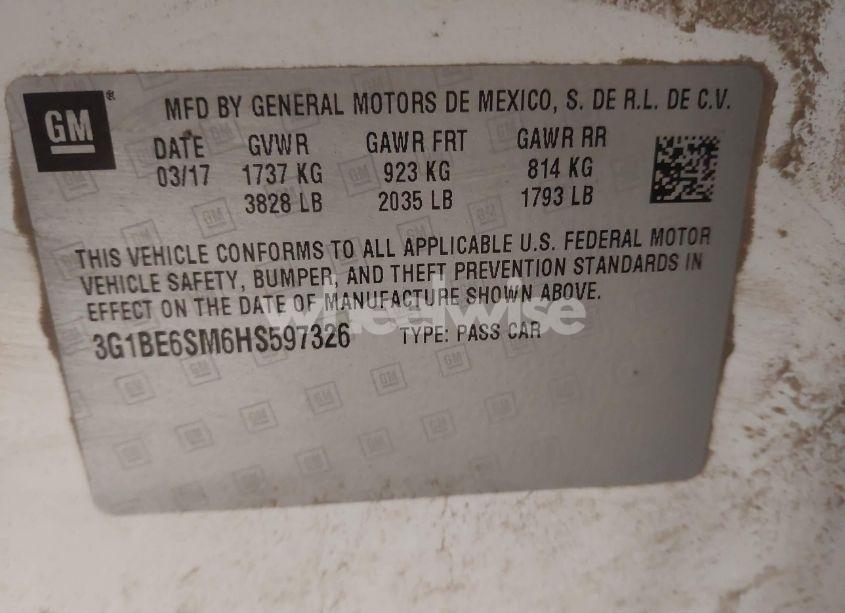 GM®
MFD BY GENERAL MOTORS DE MEXICO, S. DE R.L. DE C.V.
DATE GVWR GAWR FRT GAWR RR
03/17 1737 KG 923 KG 814 KG
3828 LB 2035 LB 1793 LB
THIS VEHICLE CONFORMS TO ALL APPLICABLE U.S. FEDERAL MOTOR
VEHICLE SAFETY, BUMPER, AND THEFT PREVENTION STANDARDS IN
EFFECT ON THE DATE OF MANUFACTURE SHOWN ABOVE.
wheelwise
3G1BE6SM6HS597326 TYPE: PASS CAR